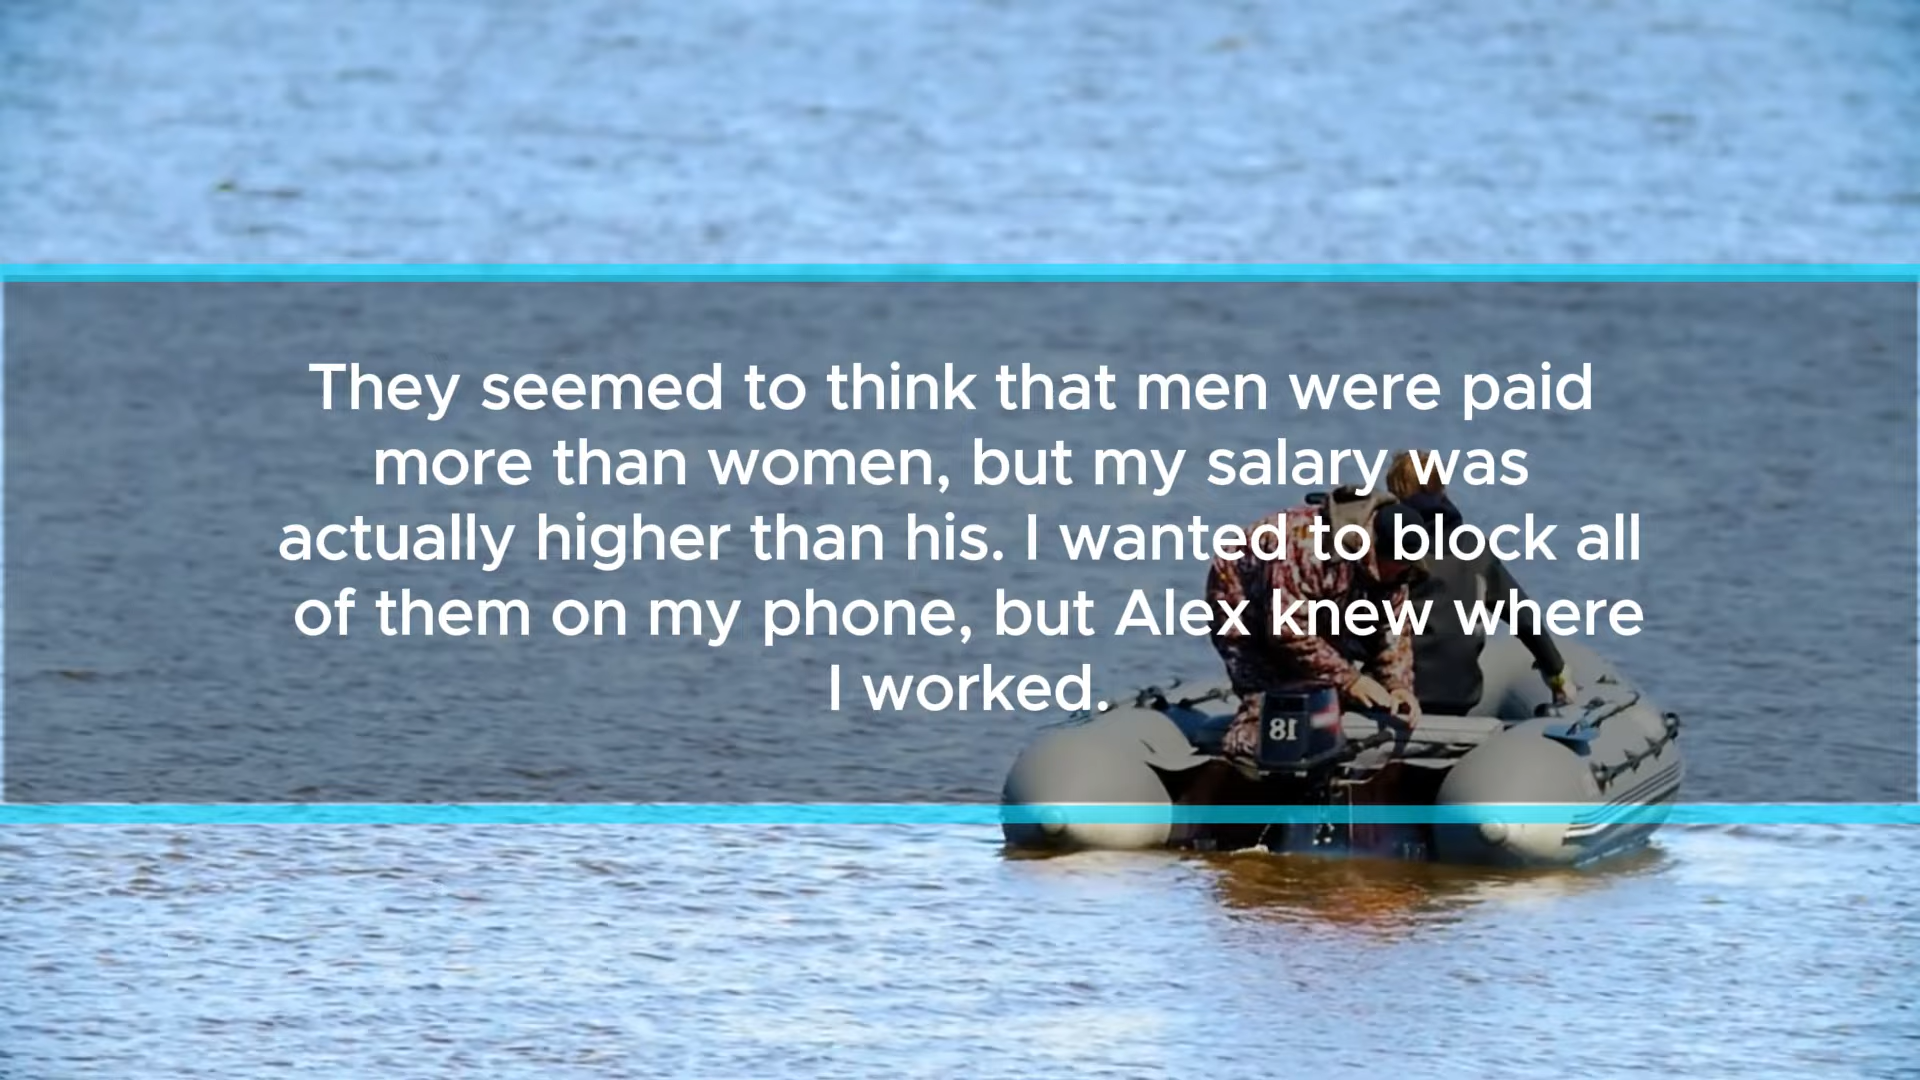 They seemed to think that men were paid
more than women, but my salary was
actually higher than his. I wanted to block all
of them on my phone, but Alex knew where
I worked.
18